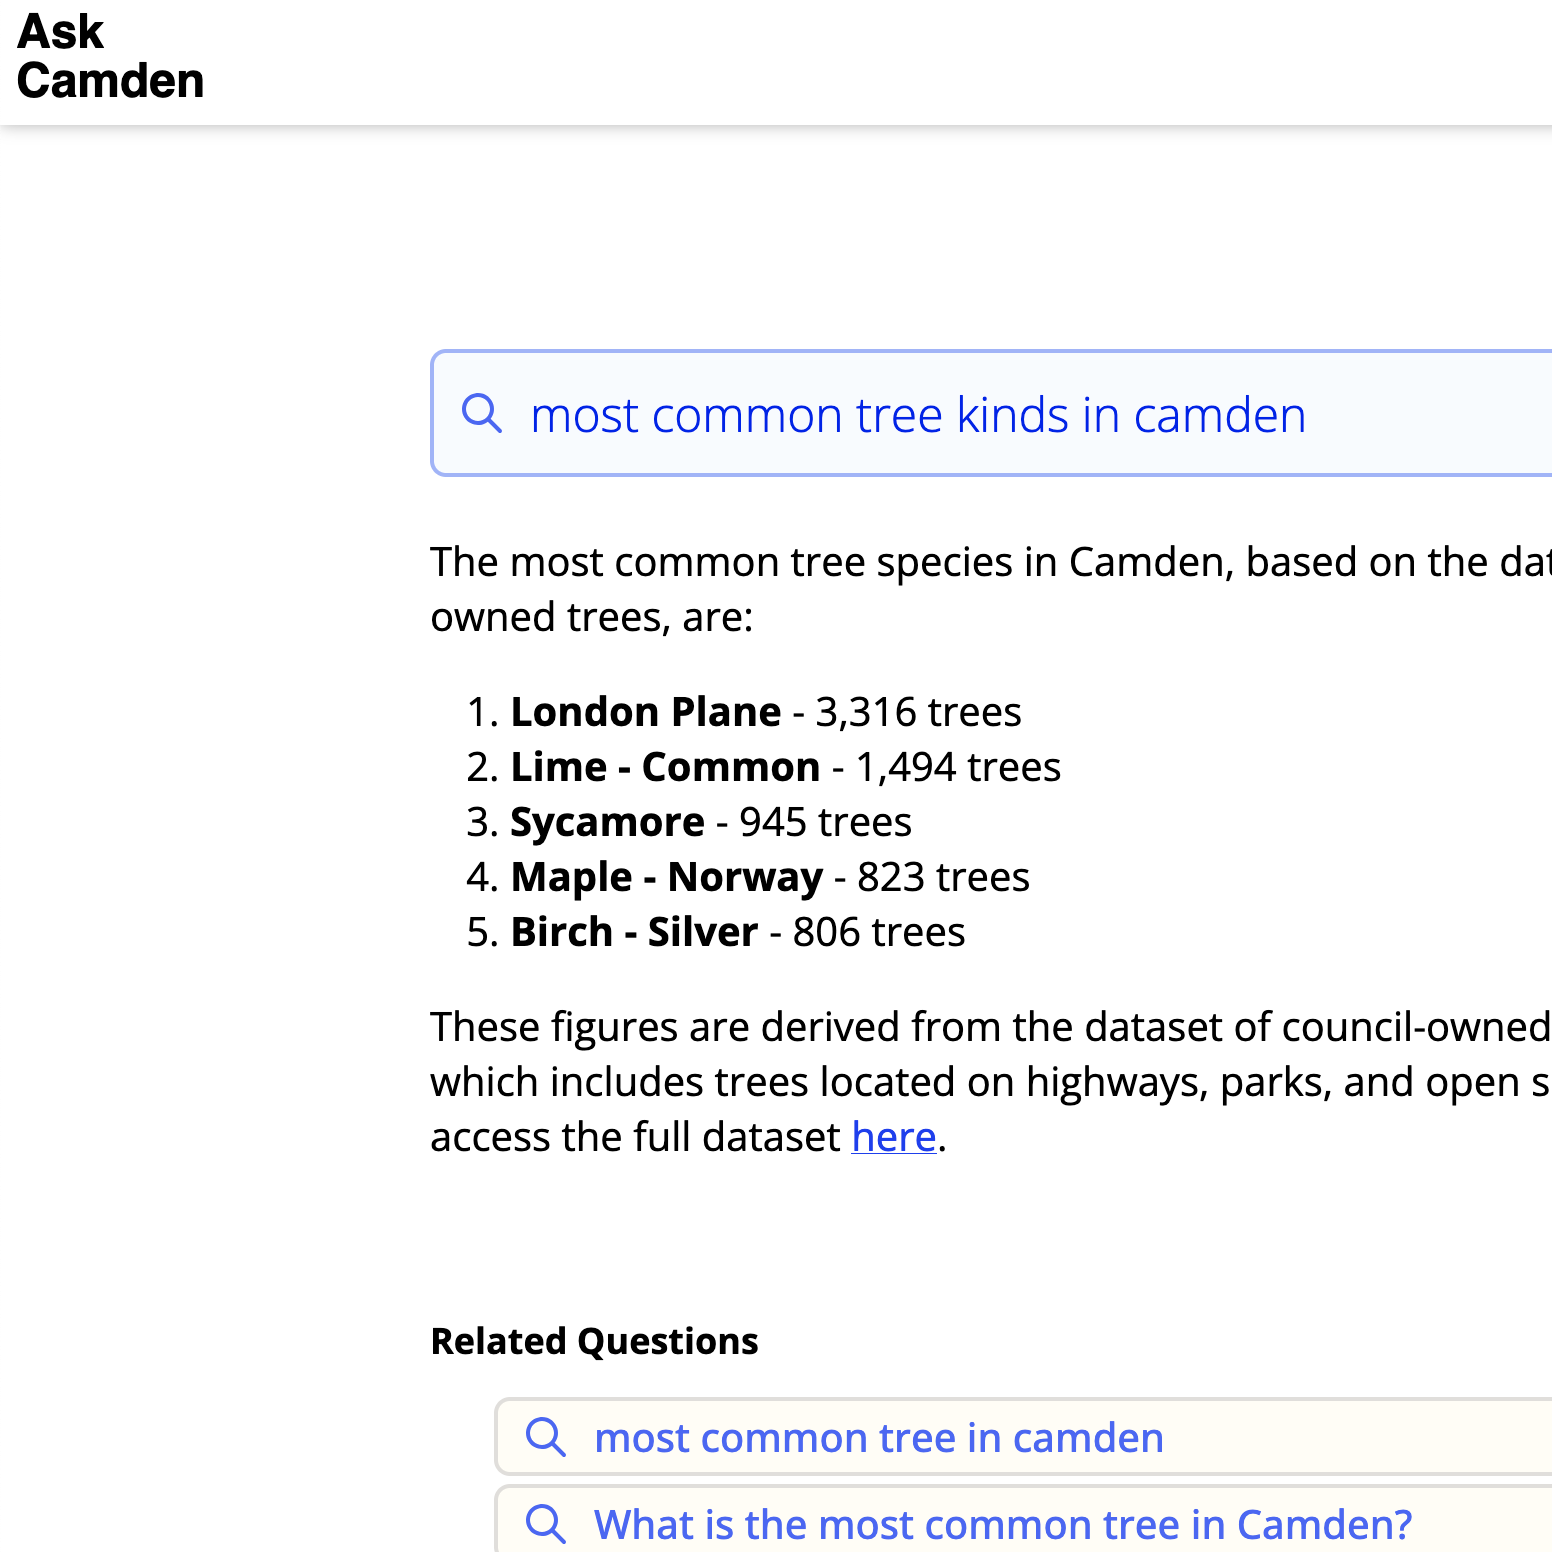 Ask
Camden
most common tree kinds in camden
The most common tree species in Camden, based on the
owned trees, are:
1. London Plane - 3,316 trees
2. Lime - Common - 1,494 trees
3. Sycamore - 945 trees
4. Maple - Norway - 823 trees
5. Birch - Silver - 806 trees
These figures are derived from the dataset of council-owned
which includes trees located on highways, parks, and open
access the full dataset here.
Related Questions
most common tree in camden
What is the most common tree in Camden?